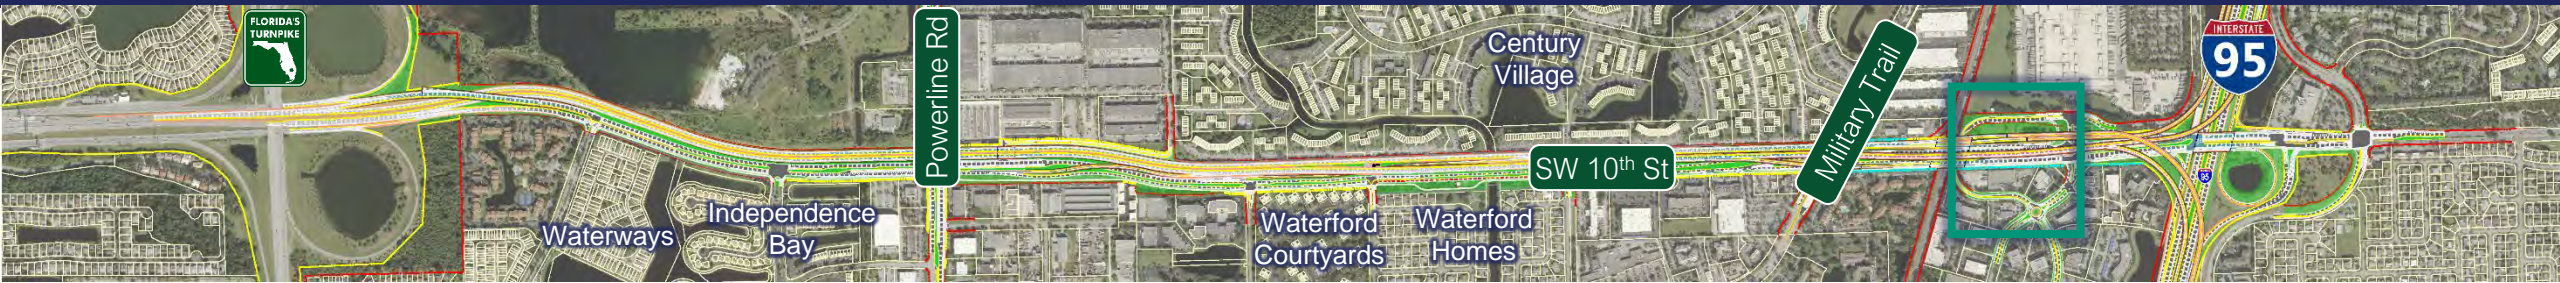 FLORIDA'S
TURNPIKE
Powerline Rd
Century
Village
Military Trail
INTERSTATE
95
SW 10th St
95
Waterways
Independence
Bay
Waterford
Courtyards
Waterford
Homes